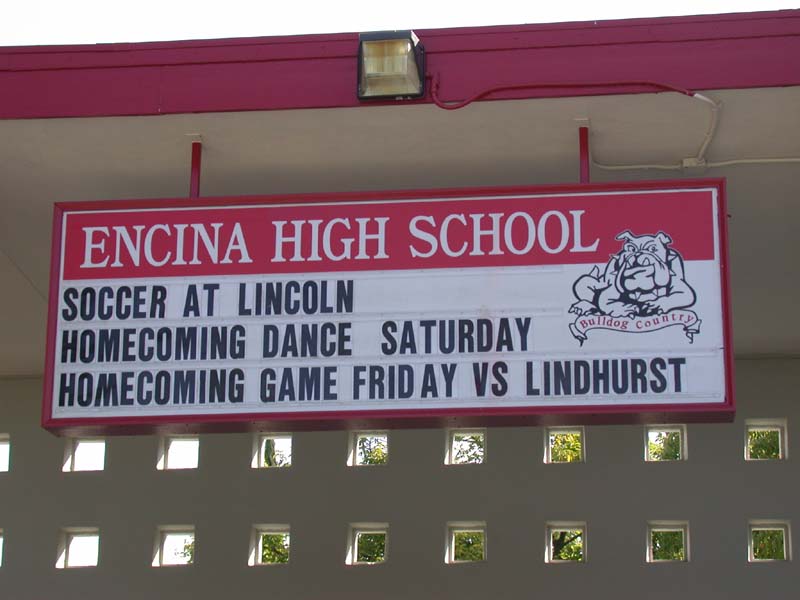 ENCINA HIGH SCHOOL
SOCCER AT LINCOLN
HOMECOMING DANCE SATURDAY
Bulldog Country
HOMECOMING GAME FRIDAY VS LINDHURST